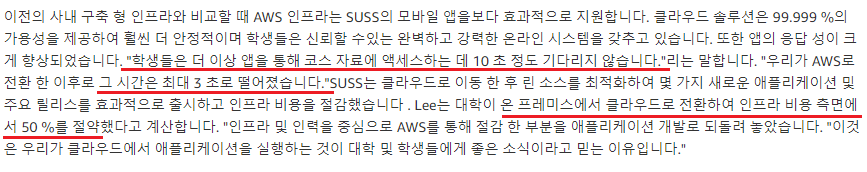 이전의 사내 구축 형 인프라와 비교할 때 AWS 인프라는 SUSS의 모바일 앱을보다 효과적으로 지원합니다. 클라우드 솔루션은 99.999 %의
가용성을 제공하여 훨씬 더 안정적이며 학생들은 신뢰할 수있는 완벽하고 강력한 온라인 시스템을 갖추고 있습니다. 또한 앱의 응답 성이 크
게 향상되었습니다. "학생들은 더 이상 앱을 통해 코스 자료에 액세스하는 데 10 초 정도 기다리지 않습니다."리는 말합니다. "우리가 AWS로
전환 한 이후로 그 시간은 최대 3 초로 떨어졌습니다."SUSS는 클라우드로 이동 한 후 린 소스를 최적화하여 몇 가지 새로운 애플리케이션 및
주요 릴리스를 효과적으로 출시하고 인프라 비용을 절감했습니다 . Lee는 대학이 온 프레미스에서 클라우드로 전환하여 인프라 비용 측면에
서 50 %를 절약했다고 계산합니다. "인프라 및 인력을 중심으로 AWS를 통해 절감 한 부분을 애플리케이션 개발로 되돌려 놓았습니다. "이것
은 우리가 클라우드에서 애플리케이션을 실행하는 것이 대학 및 학생들에게 좋은 소식이라고 믿는 이유입니다."